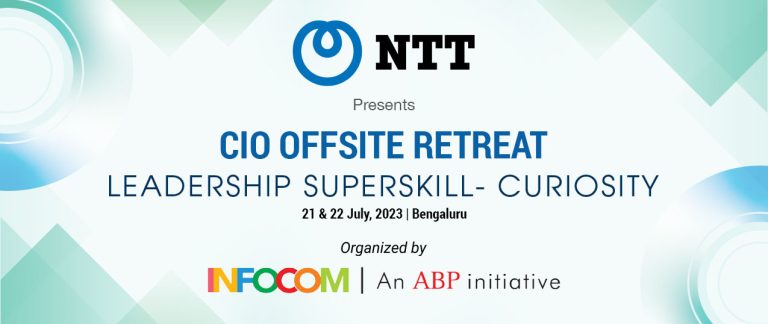 NTT
Presents
CIO OFFSITE RETREAT
LEADERSHIP SUPERSKILL- CURIOSITY
21 & 22 July, 2023 | Bengaluru
Organized by
INFOCOM | An ABP initiative